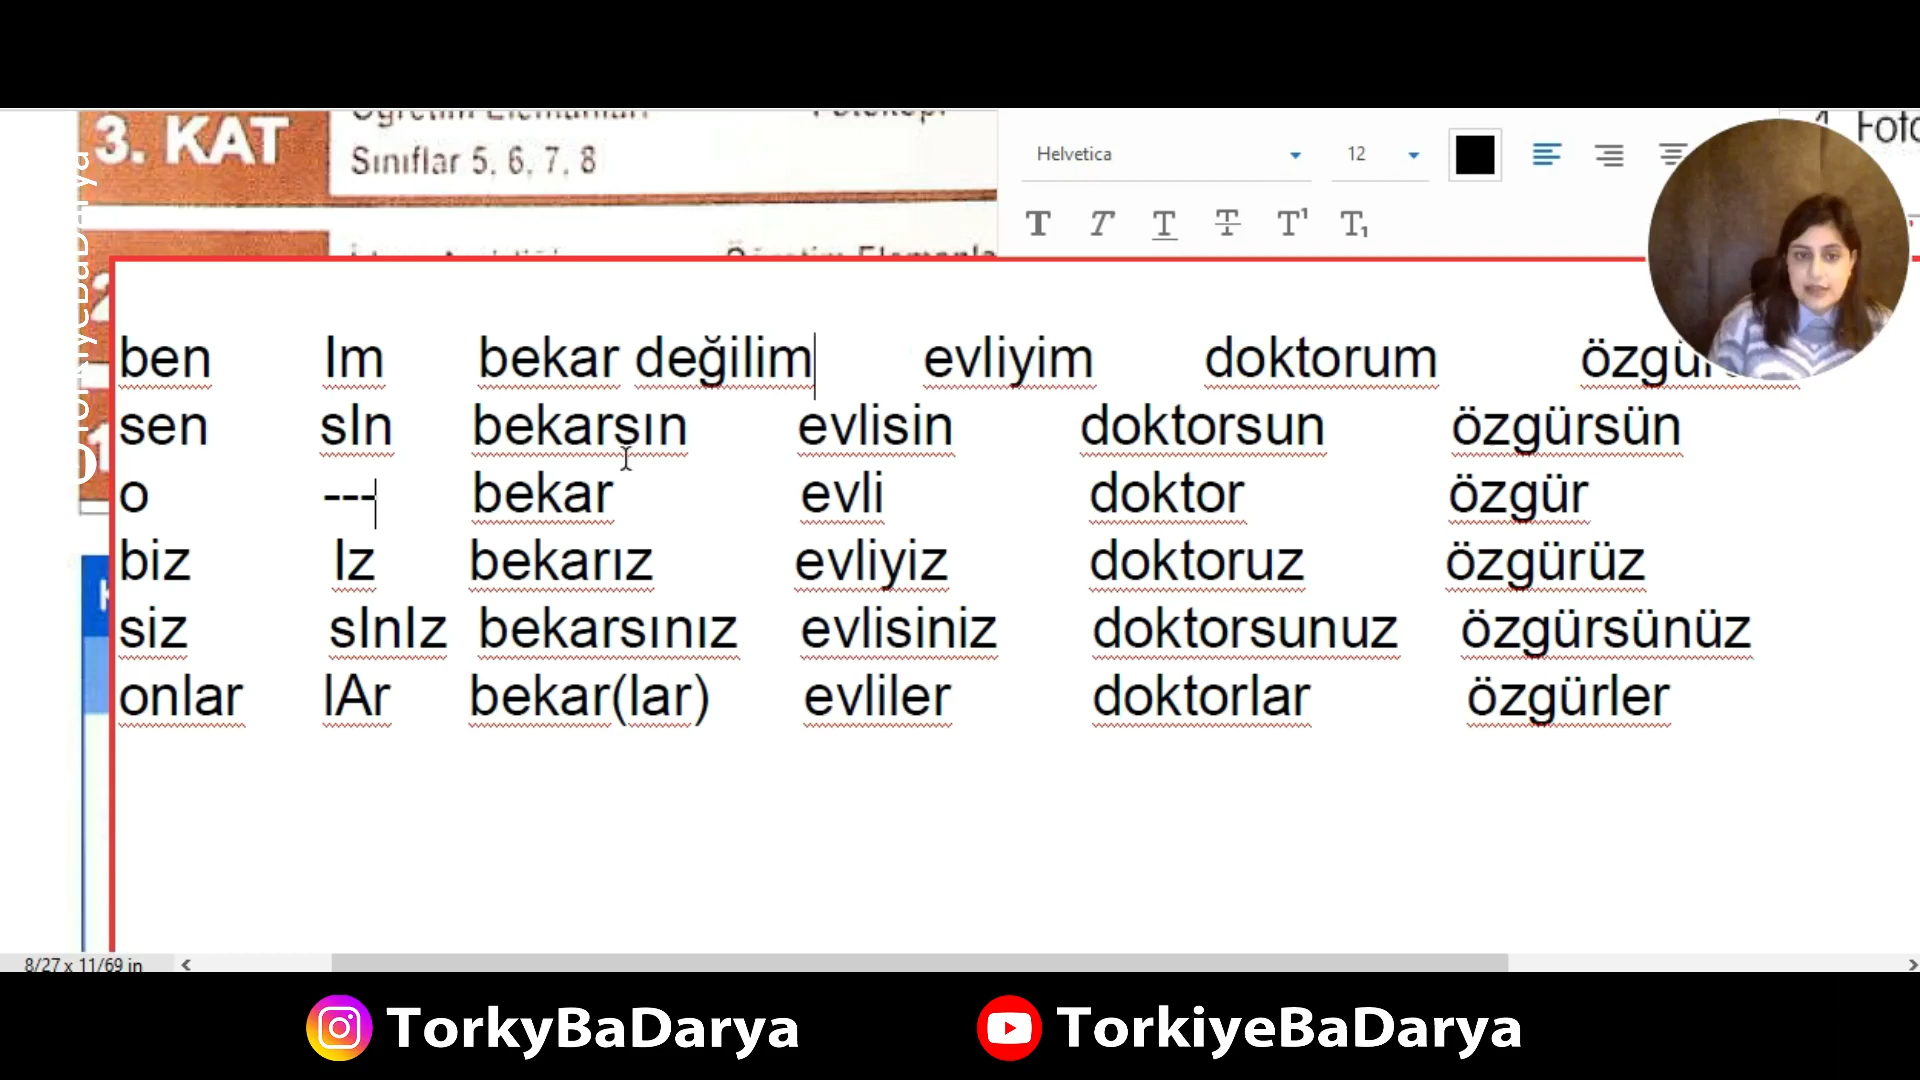 3. KAT
Sınıflar 5, 6, 7, 8
Helvetica 12
ben Im bekar değilim evliyim doktorum
sen sIn bekarsın evlisin doktorsun özgürsün
o --- bekar evli doktor özgür
biz Iz bekarız evliyiz doktoruz özgürüz
siz sInIz bekarsınız evlisiniz doktorsunuz özgürsünüz
onlar lAr bekar(lar) evliler doktorlar özgürler
8/27 x 11/69 in
TorkyBaDarya TorkiyeBaDarya